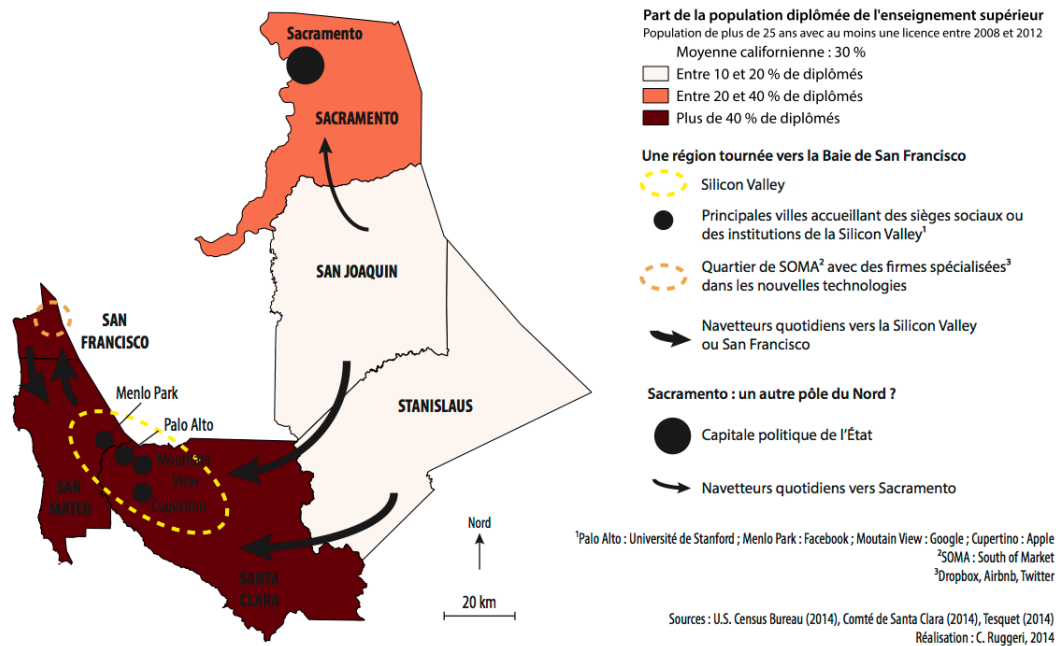 Sacramento
SACRAMENTO
SAN JOAQUIN
SAN
FRANCISCO
Menlo Park
Palo Alto
STANISLAUS
Mountain
View
Cupertino
SAN
MATEO
SANTA
CLARA
Nord
20 km
Part de la population diplômée de l'enseignement supérieur
Population de plus de 25 ans avec au moins une licence entre 2008 et 2012
Moyenne californienne : 30 %
Entre 10 et 20 % de diplômés
Entre 20 et 40 % de diplômés
Plus de 40 % de diplômés
Une région tournée vers la Baie de San Francisco
Silicon Valley
Principales villes accueillant des sièges sociaux ou
des institutions de la Silicon Valley¹
Quartier de SOMA² avec des firmes spécialisées³
dans les nouvelles technologies
Navetteurs quotidiens vers la Silicon Valley
ou San Francisco
Sacramento : un autre pôle du Nord ?
Capitale politique de l'État
Navetteurs quotidiens vers Sacramento
¹Palo Alto : Université de Stanford ; Menlo Park : Facebook ; Moutain View : Google ; Cupertino : Apple
²SOMA : South of Market
³Dropbox, Airbnb, Twitter
Sources : U.S. Census Bureau (2014), Comté de Santa Clara (2014), Tesquet (2014)
Réalisation : C. Ruggeri, 2014